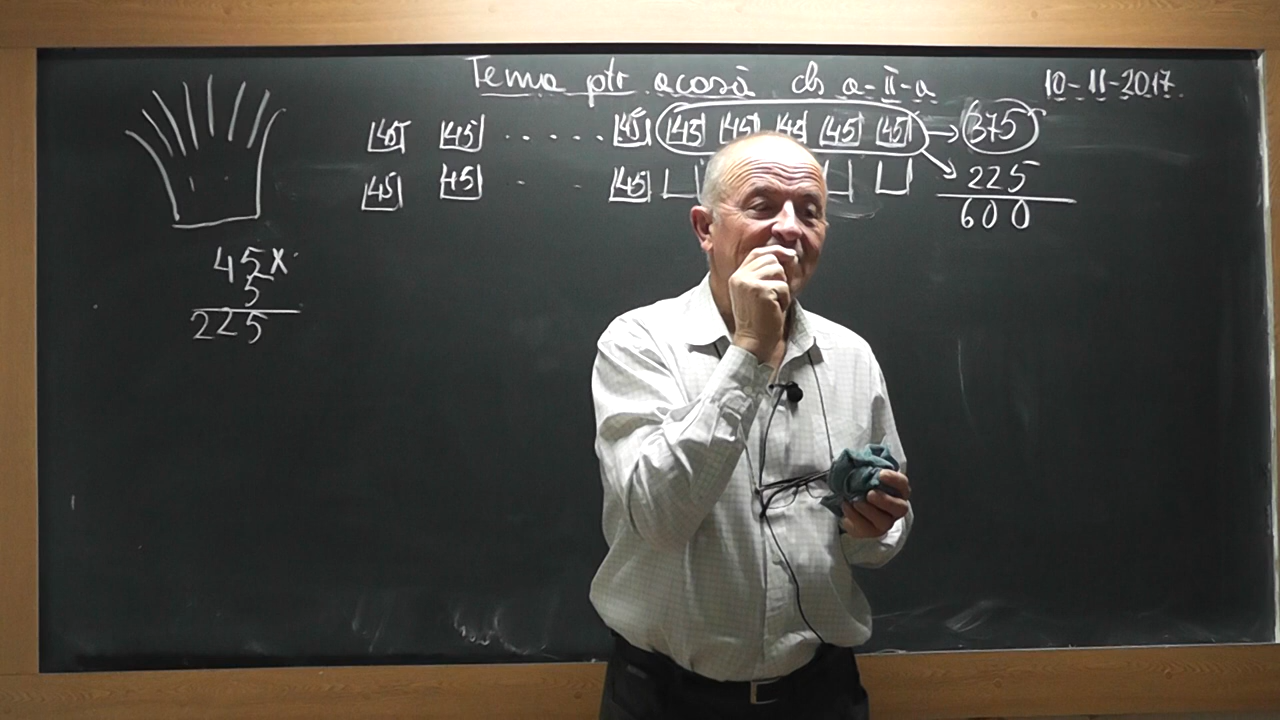 Tema ptr acasă cls a-II-a 10-11-2017.
45 45 . . . . . 45 45 45 45 45 45 → 375
45 45 . . 45 225
600
45 x
5
225